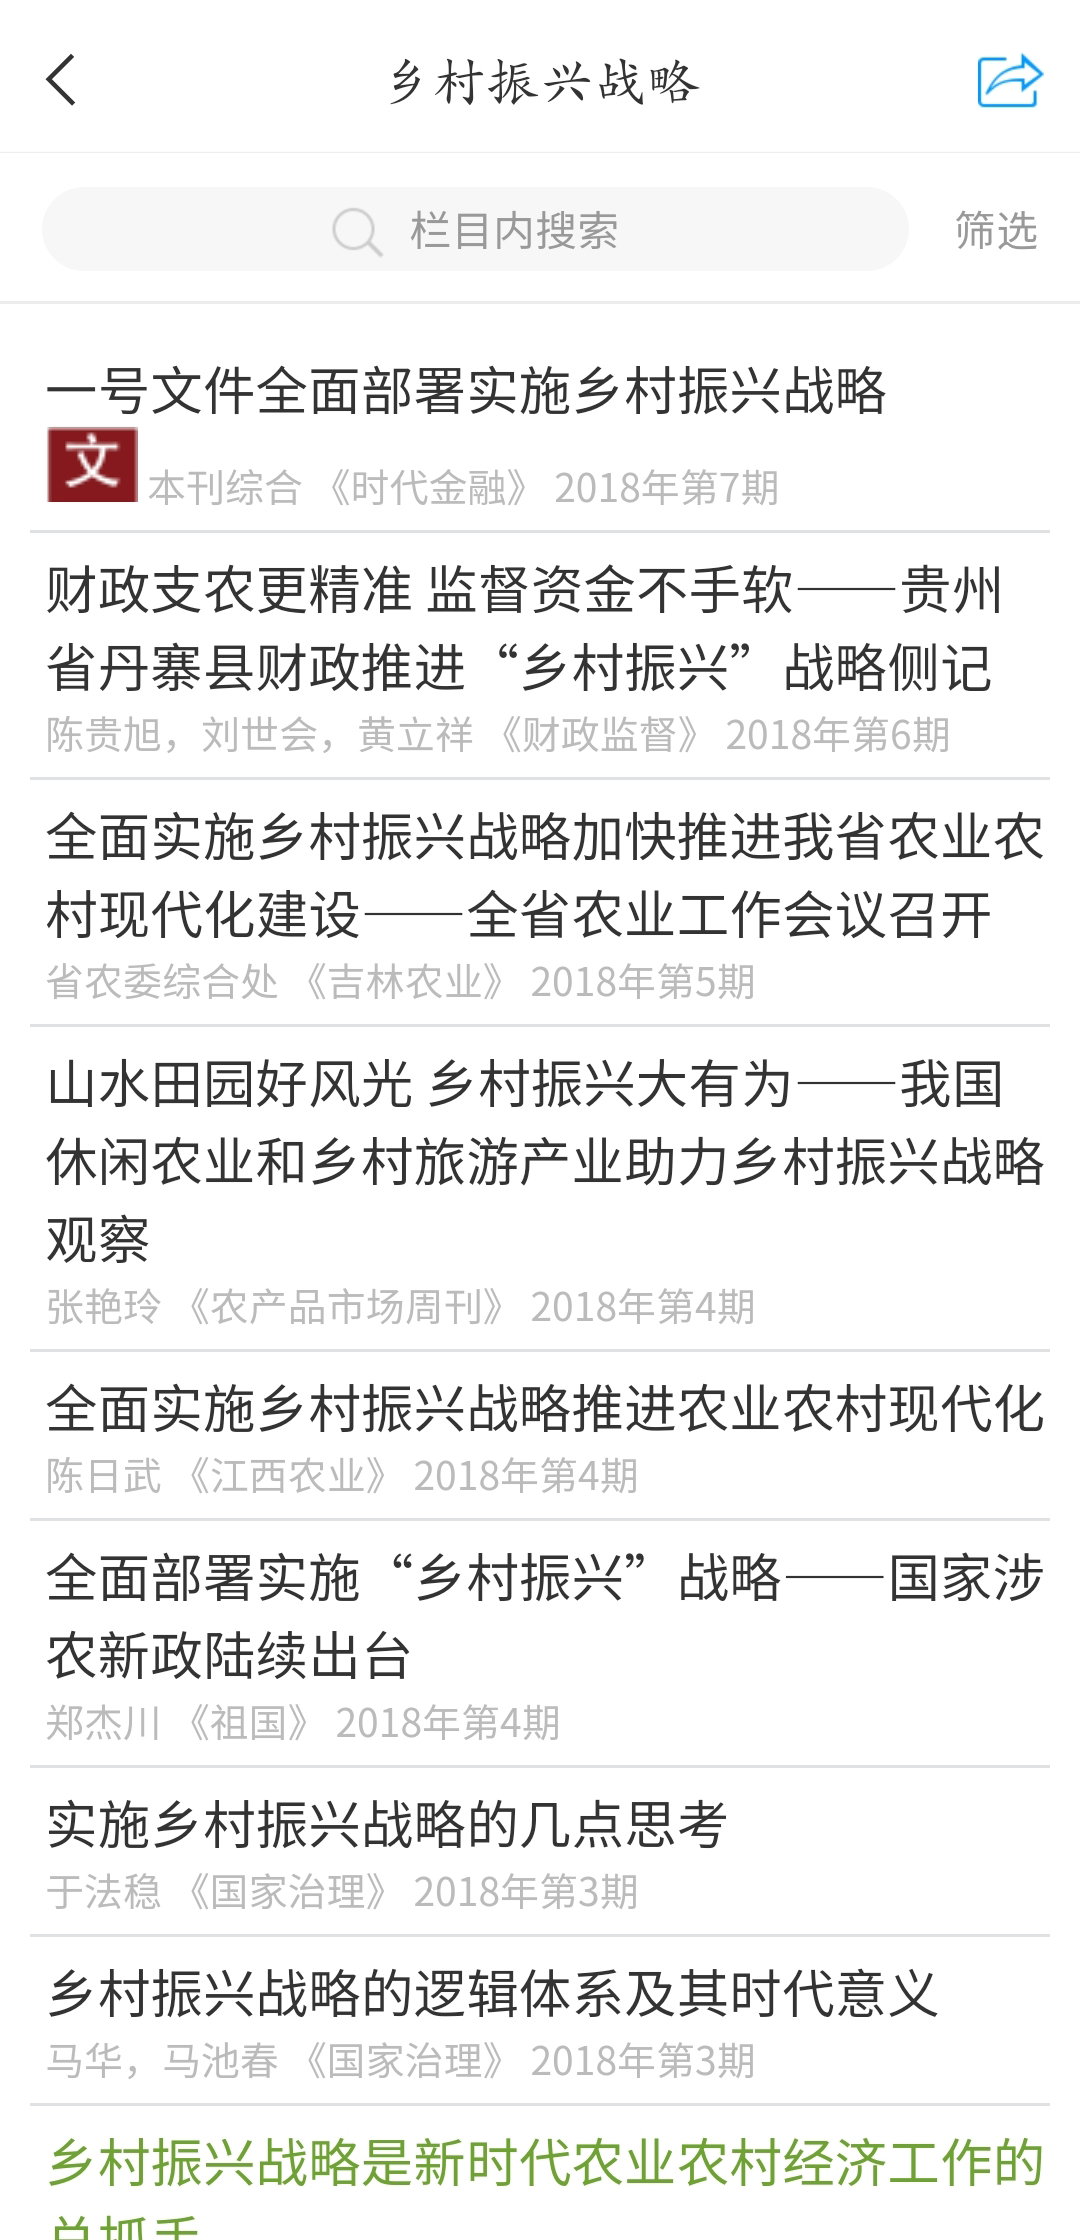 乡村振兴战略
栏目内搜索
筛选
一号文件全面部署实施乡村振兴战略
文 本刊综合 《时代金融》 2018年第7期
财政支农更精准 监督资金不手软——贵州
省丹寨县财政推进“乡村振兴”战略侧记
陈贵旭，刘世会，黄立祥 《财政监督》 2018年第6期
全面实施乡村振兴战略加快推进我省农业农
村现代化建设——全省农业工作会议召开
省农委综合处 《吉林农业》 2018年第5期
山水田园好风光 乡村振兴大有为——我国
休闲农业和乡村旅游产业助力乡村振兴战略
观察
张艳玲 《农产品市场周刊》 2018年第4期
全面实施乡村振兴战略推进农业农村现代化
陈日武 《江西农业》 2018年第4期
全面部署实施“乡村振兴”战略——国家涉
农新政陆续出台
郑杰川 《祖国》 2018年第4期
实施乡村振兴战略的几点思考
于法稳 《国家治理》 2018年第3期
乡村振兴战略的逻辑体系及其时代意义
马华，马池春 《国家治理》 2018年第3期
乡村振兴战略是新时代农业农村经济工作的
总抓手